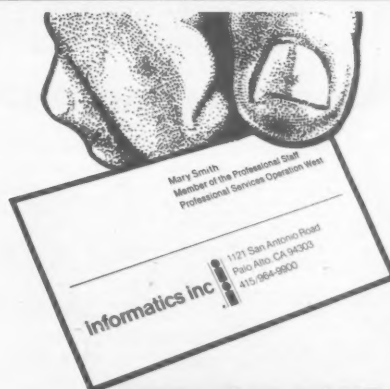 Mary Smith
Member of the Professional Staff
Professional Services Operation West
informatics inc
1121 San Antonio Road
Palo Alto, CA 94303
415/964-9900